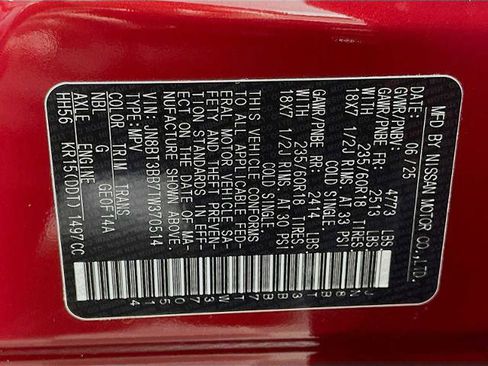 MFD BY NISSAN MOTOR CO.,LTD.
DATE: 06/25
GVWR/PNBV: 4773 LBS
GAWR/PNBE FR: 2513 LBS
WITH 235/60R18 TIRES
18X7 1/2J RIMS, AT 33 PSI
COLD SINGLE
GAWR/PNBE RR: 2414 LBS
WITH 235/60R18 TIRES
18X7 1/2J RIMS, AT 30 PSI
COLD SINGLE
THIS VEHICLE CONFORMS
TO ALL APPLICABLE FED-
ERAL MOTOR VEHICLE SA-
FETY AND THEFT PREVEN-
TION STANDARDS IN EFF-
ECT ON THE DATE OF MA-
NUFACTURE SHOWN ABOVE.
VIN:JN8BT3BB7TW370514
TYPE:MPV
COLOR TRIM TRANS
NBL G GE0F14A
AXLE ENGINE
HH56 KR15(DDT) 1497CC
JN8BT3BB7TW370514